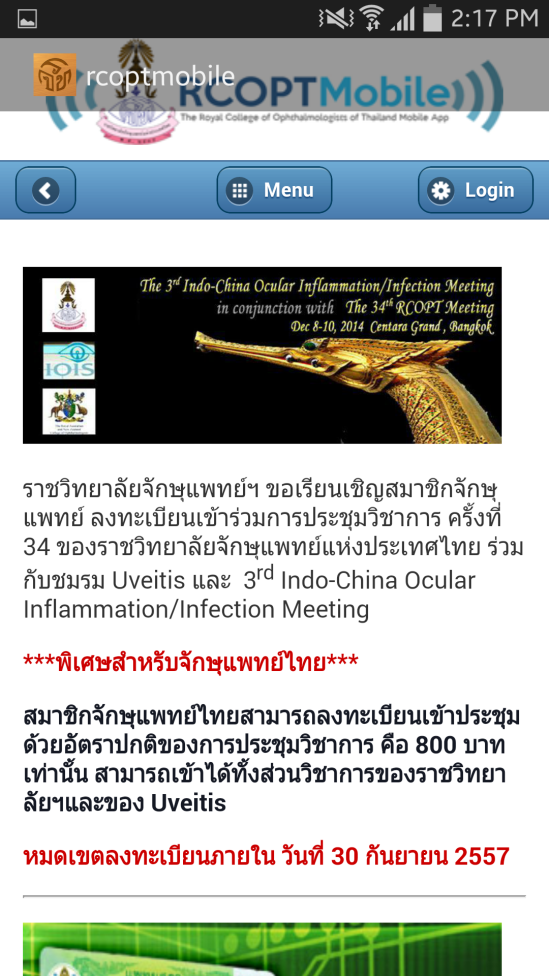 2:17 PM
rcoptmobile
RCOPTMobile
The Royal College of Ophthalmologists of Thailand Mobile App
Menu
Login
The 3rd Indo-China Ocular Inflammation/Infection Meeting
in conjunction with The 34th RCOPT Meeting
Dec 8-10, 2014 Centara Grand , Bangkok
IOIS
ราชวิทยาลัยจักษุแพทย์ฯ ขอเรียนเชิญสมาชิกจักษุ
แพทย์ ลงทะเบียนเข้าร่วมการประชุมวิชาการ ครั้งที่
34 ของราชวิทยาลัยจักษุแพทย์แห่งประเทศไทย ร่วม
กับชมรม Uveitis และ 3rd Indo-China Ocular
Inflammation/Infection Meeting
***พิเศษสำหรับจักษุแพทย์ไทย***
สมาชิกจักษุแพทย์ไทยสามารถลงทะเบียนเข้าประชุม
ด้วยอัตราปกติของการประชุมวิชาการ คือ 800 บาท
เท่านั้น สามารถเข้าได้ทั้งส่วนวิชาการของราชวิทยา
ลัยฯและของ Uveitis
หมดเขตลงทะเบียนภายใน วันที่ 30 กันยายน 2557